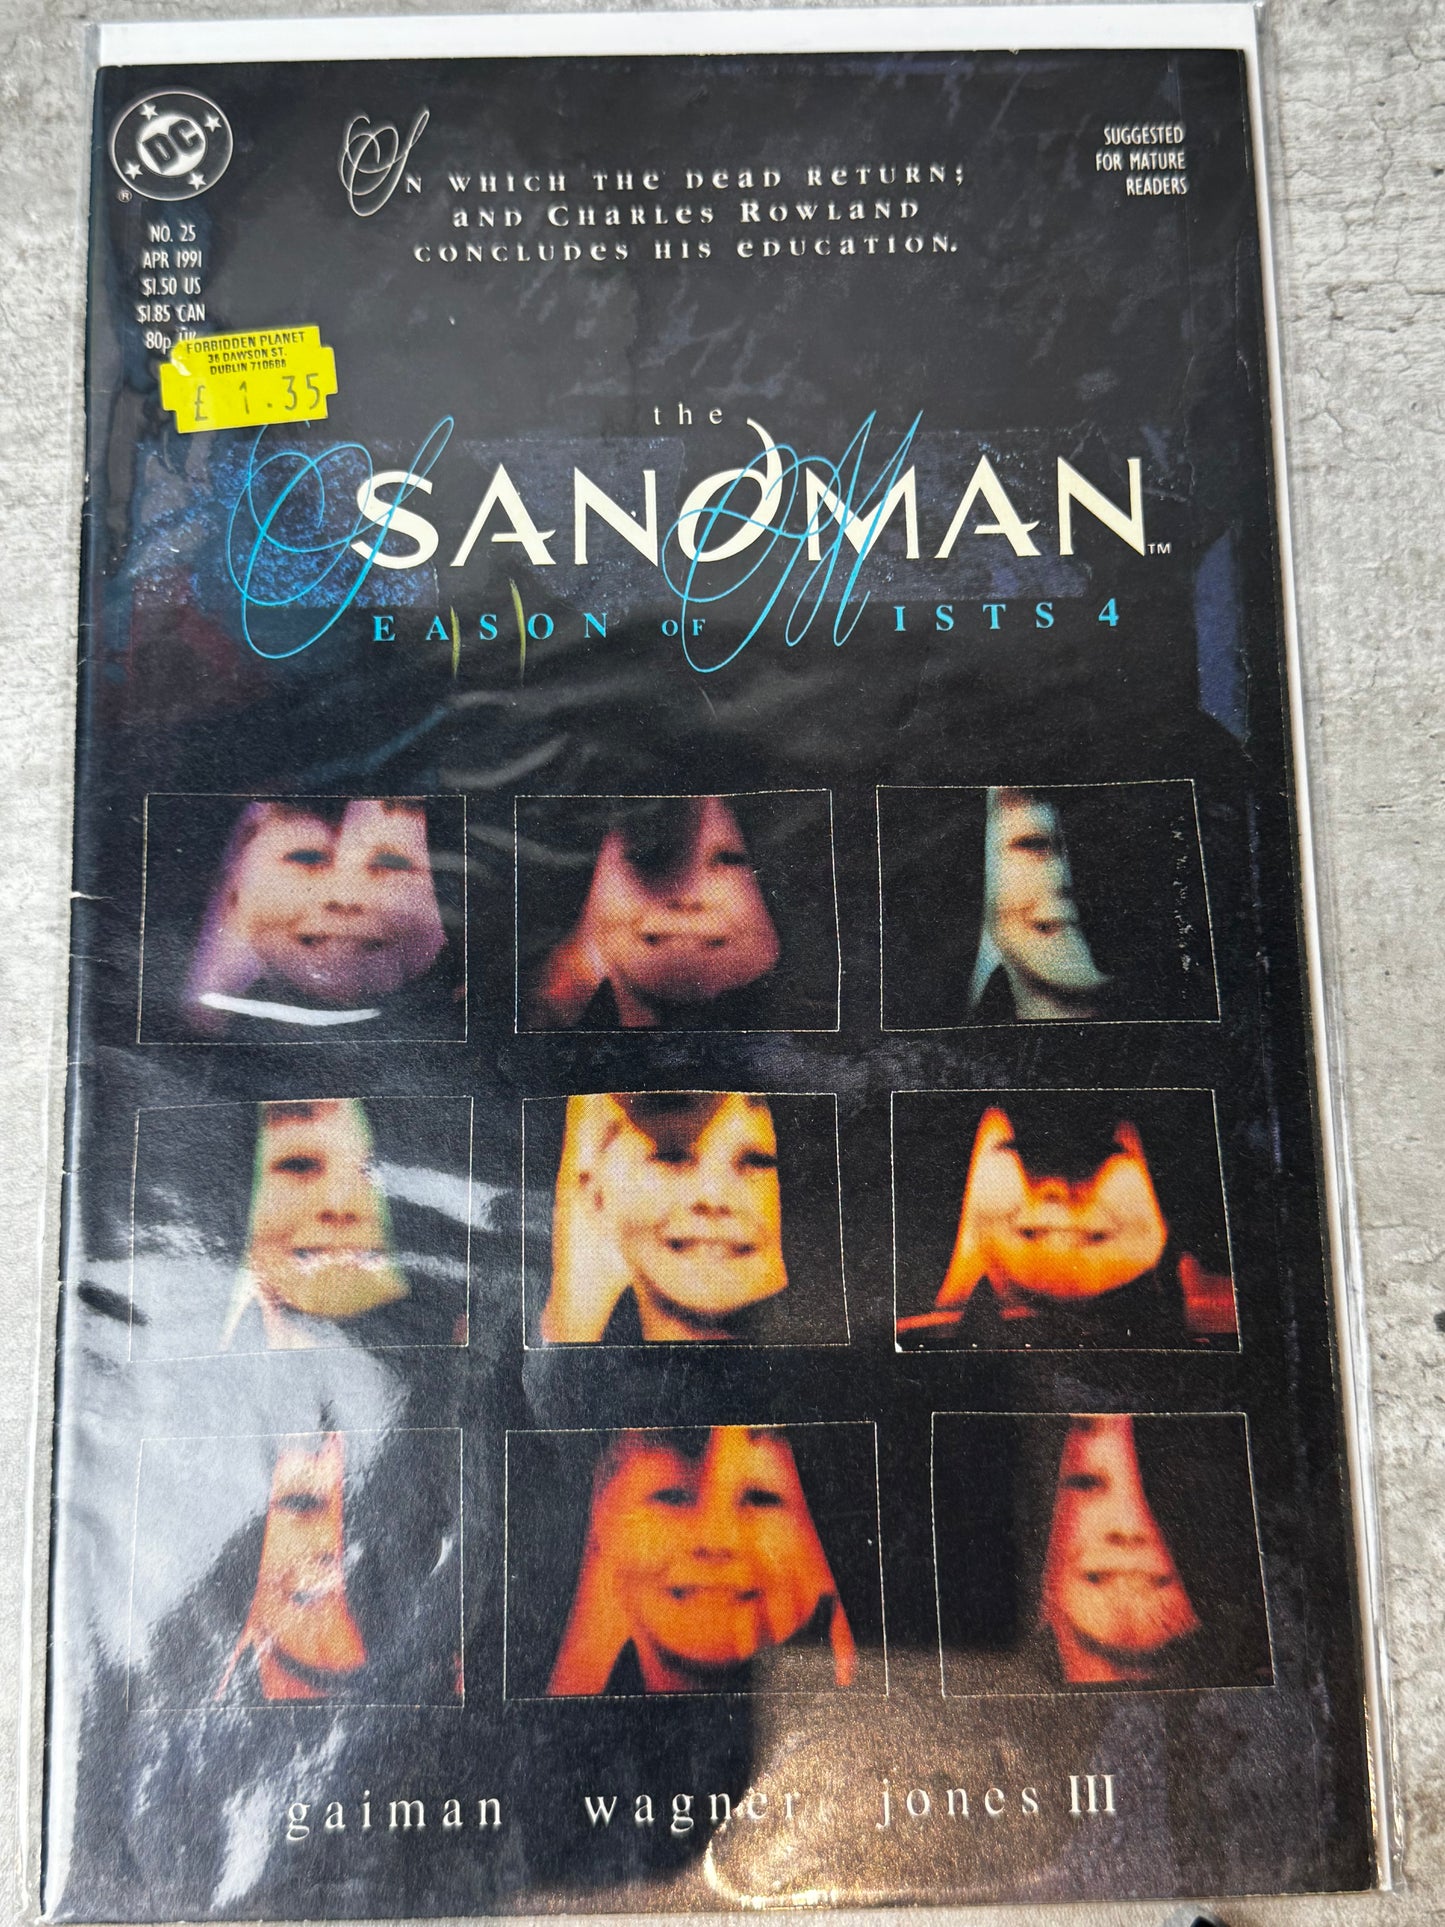 DC
®
In which the dead return;
and Charles Rowland
concludes his education.
SUGGESTED
FOR MATURE
READERS
NO. 25
APR 1991
$1.50 US
$1.85 CAN
80p UK
FORBIDDEN PLANET
36 DAWSON ST.
DUBLIN 710688
£ 1.35
the
SANDMAN™
SEASON OF MISTS 4
gaiman wagner jones III